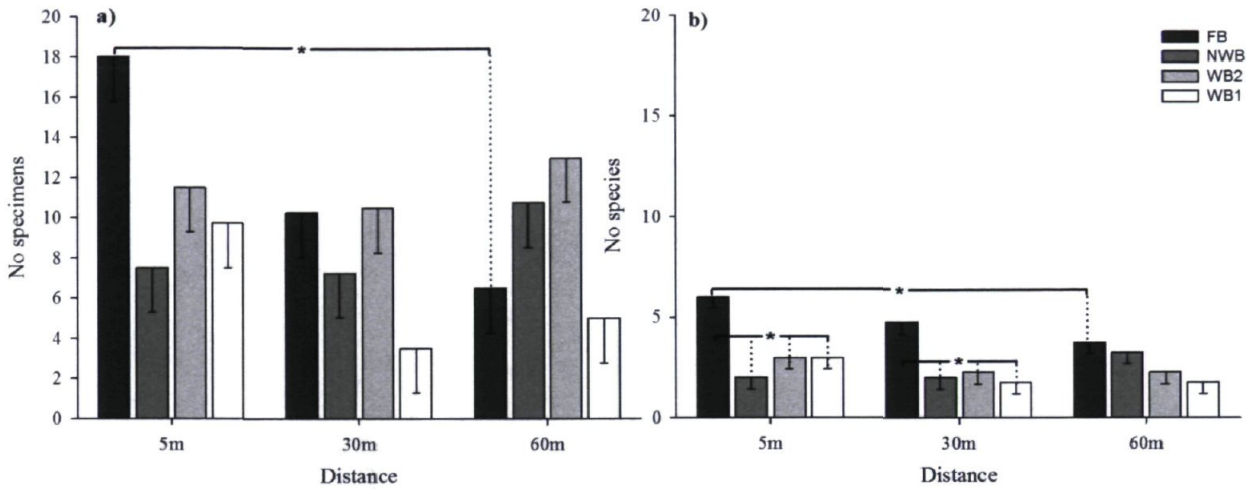 a)
20
18
16
14
12
10
8
6
4
2
0
No specimens
*
5m
30m
60m
Distance
b)
20
15
10
5
0
No species
*
*
*
5m
30m
60m
Distance
FB
NWB
WB2
WB1